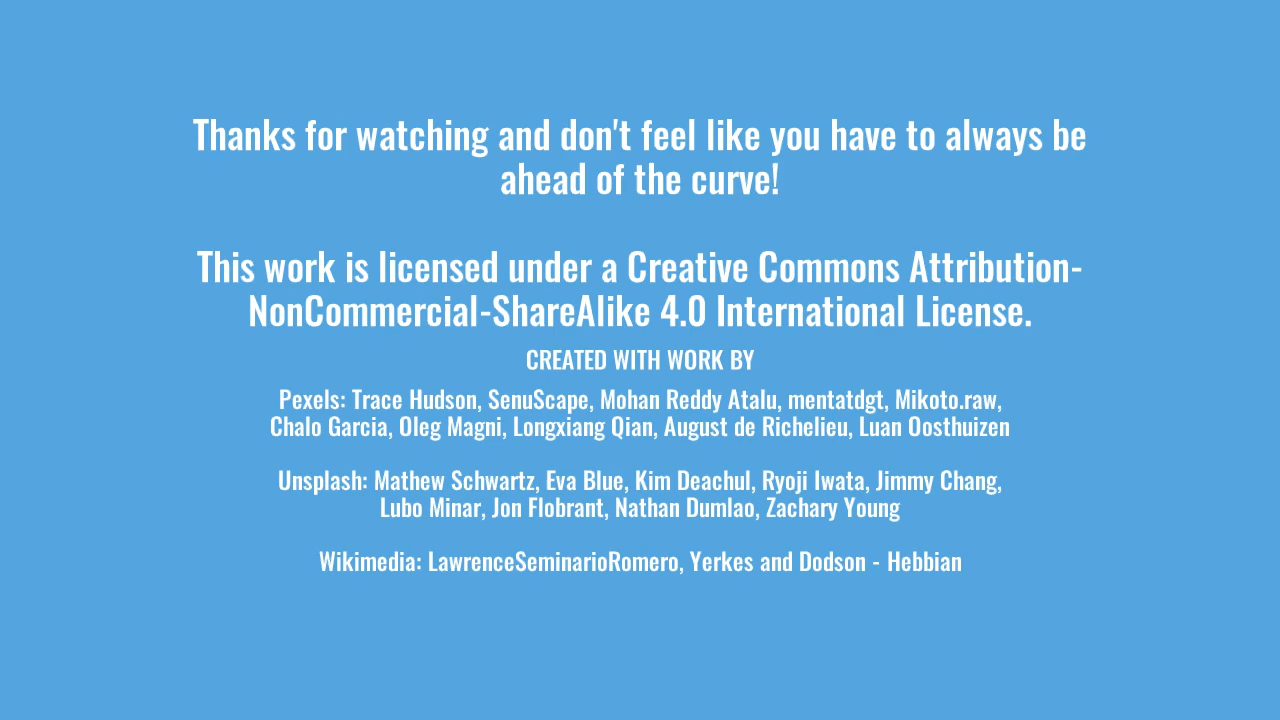 Thanks for watching and don't feel like you have to always be
ahead of the curve!
This work is licensed under a Creative Commons Attribution-
NonCommercial-ShareAlike 4.0 International License.
CREATED WITH WORK BY
Pexels: Trace Hudson, SenuScape, Mohan Reddy Atalu, mentatdgt, Mikoto.raw,
Chalo Garcia, Oleg Magni, Longxiang Qian, August de Richelieu, Luan Oosthuizen
Unsplash: Mathew Schwartz, Eva Blue, Kim Deachul, Ryoji Iwata, Jimmy Chang,
Lubo Minar, Jon Flobrant, Nathan Dumlao, Zachary Young
Wikimedia: LawrenceSeminarioRomero, Yerkes and Dodson - Hebbian